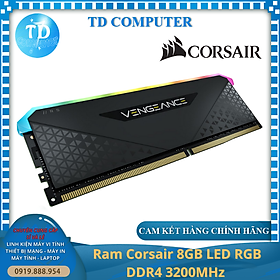 TD COMPUTER
TD
CORSAIR
VENGEANCE
CAM KẾT HÀNG CHÍNH HÃNG
LINH KIỆN MÁY VI TÍNH
THIẾT BỊ MẠNG - MÁY IN
MÁY TÍNH - LAPTOP
0919.888.954
Ram Corsair 8GB LED RGB
DDR4 3200MHz